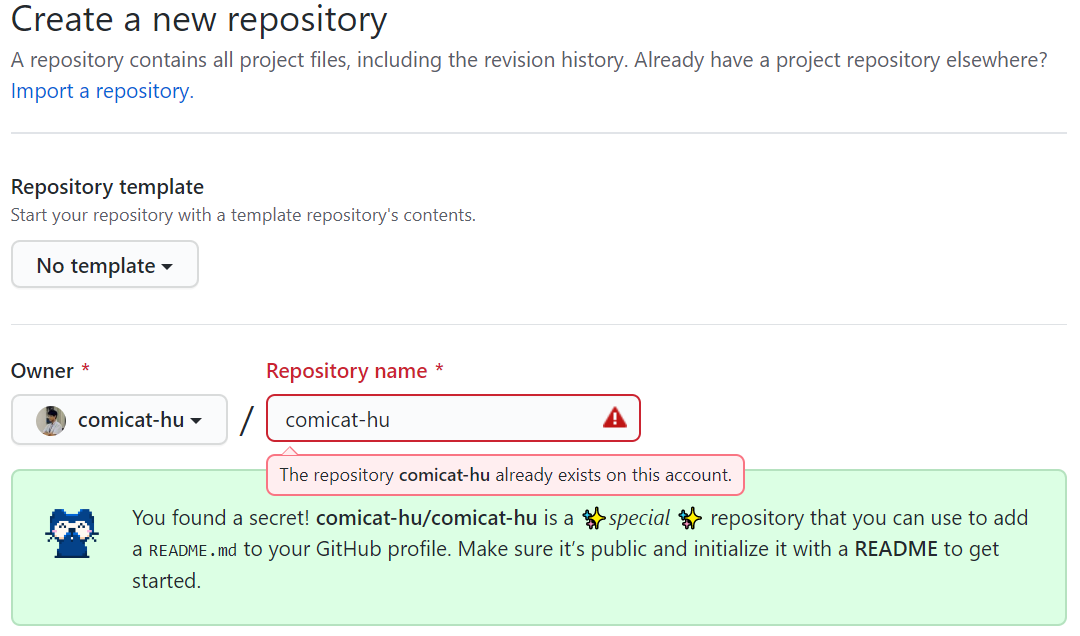 Create a new repository
A repository contains all project files, including the revision history. Already have a project repository elsewhere?
Import a repository.
Repository template
Start your repository with a template repository's contents.
No template
Owner *
Repository name *
comicat-hu
/
comicat-hu
The repository comicat-hu already exists on this account.
You found a secret! comicat-hu/comicat-hu is a ✨special ✨ repository that you can use to add
a README.md to your GitHub profile. Make sure it’s public and initialize it with a README to get
started.